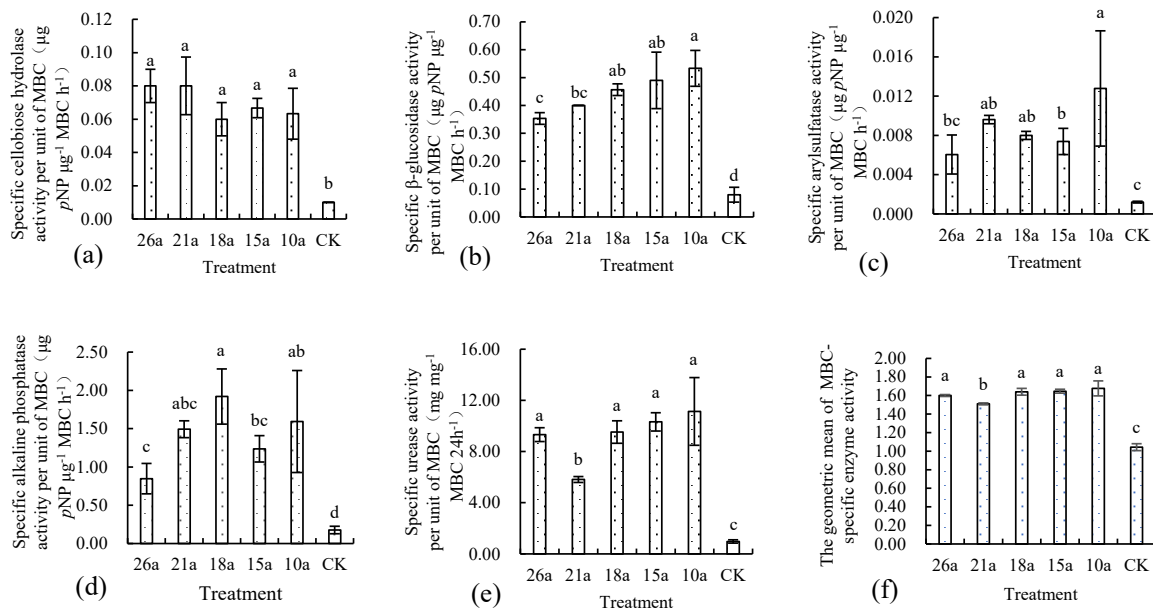 Specific cellobiose hydrolase
activity per unit of MBC（μg
pNP μg⁻¹ MBC h⁻¹）
0.12
0.10
0.08
0.06
0.04
0.02
0.00
a
a
a
a
a
b
26a 21a 18a 15a 10a CK
Treatment
(a)
Specific β-glucosidase activity
per unit of MBC（μg pNP μg⁻¹
MBC h⁻¹）
0.70
0.60
0.50
0.40
0.30
0.20
0.10
0.00
c
bc
ab
ab
a
d
26a 21a 18a 15a 10a CK
Treatment
(b)
Specific arylsulfatase activity
per unit of MBC（μg pNP μg⁻¹
MBC h⁻¹）
0.020
0.016
0.012
0.008
0.004
0.000
bc
ab
ab
b
a
c
26a 21a 18a 15a 10a CK
Treatment
(c)
Specific alkaline phosphatase
activity per unit of MBC（μg
pNP μg⁻¹ MBC h⁻¹）
2.50
2.00
1.50
1.00
0.50
0.00
c
abc
a
bc
ab
d
26a 21a 18a 15a 10a CK
Treatment
(d)
Specific urease activity
per unit of MBC（mg mg⁻¹
MBC 24h⁻¹）
16.00
12.00
8.00
4.00
0.00
a
b
a
a
a
c
26a 21a 18a 15a 10a CK
Treatment
(e)
The geometric mean of MBC-
specific enzyme activity
2.00
1.80
1.60
1.40
1.20
1.00
0.80
0.60
0.40
0.20
0.00
a
b
a
a
a
c
26a 21a 18a 15a 10a CK
Treatment
(f)